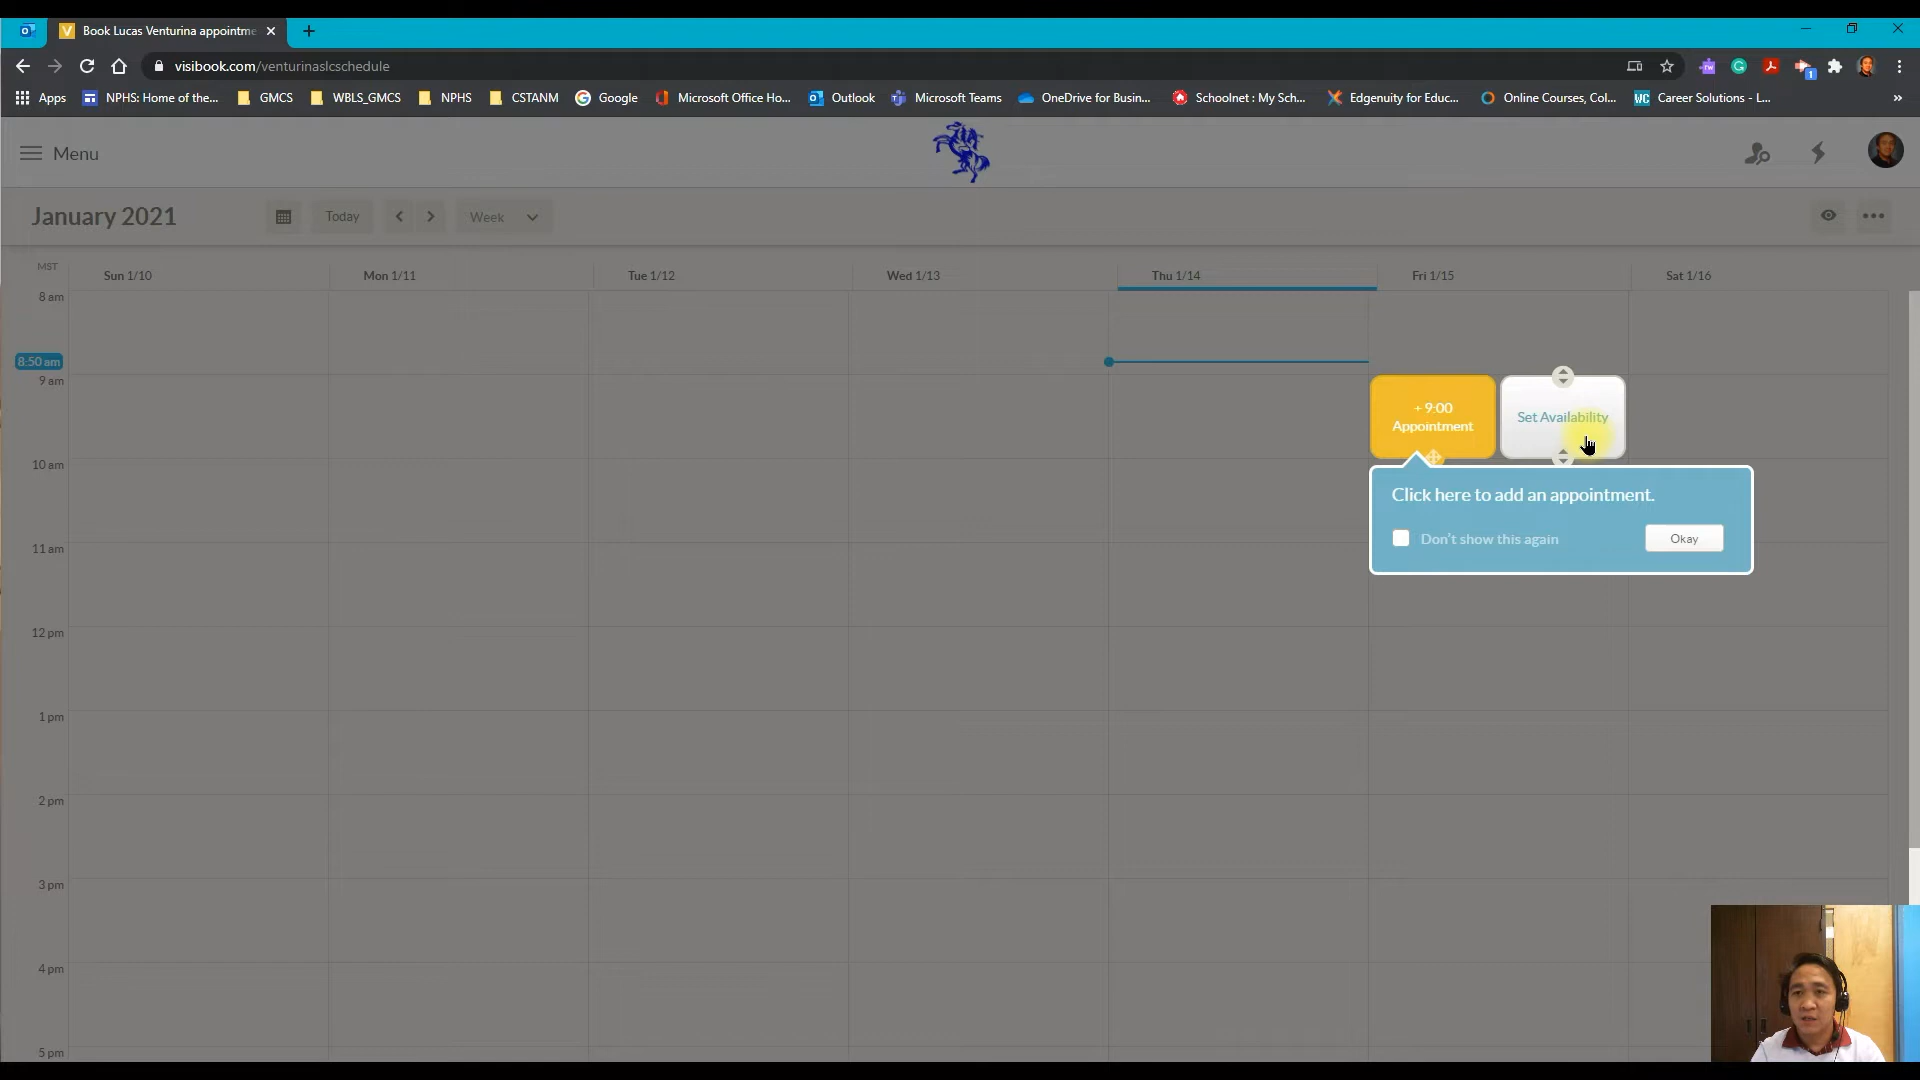 Book Lucas Venturina appointme
visibook.com/venturinaslcschedule
1
Apps NPHS: Home of the... GMCS WBLS_GMCS NPHS CSTANM Google Microsoft Office Ho... Outlook Microsoft Teams OneDrive for Busin... Schoolnet : My Sch... Edgenuity for Educ... Online Courses, Col... WC Career Solutions - L... »
Menu
January 2021 Today Week
MST Sun 1/10 Mon 1/11 Tue 1/12 Wed 1/13 Thu 1/14 Fri 1/15 Sat 1/16
8 am
8:50 am
9 am
+ 9:00
Appointment
Set Availability
10 am
Click here to add an appointment.
Don't show this again Okay
11 am
12 pm
1 pm
2 pm
3 pm
4 pm
5 pm